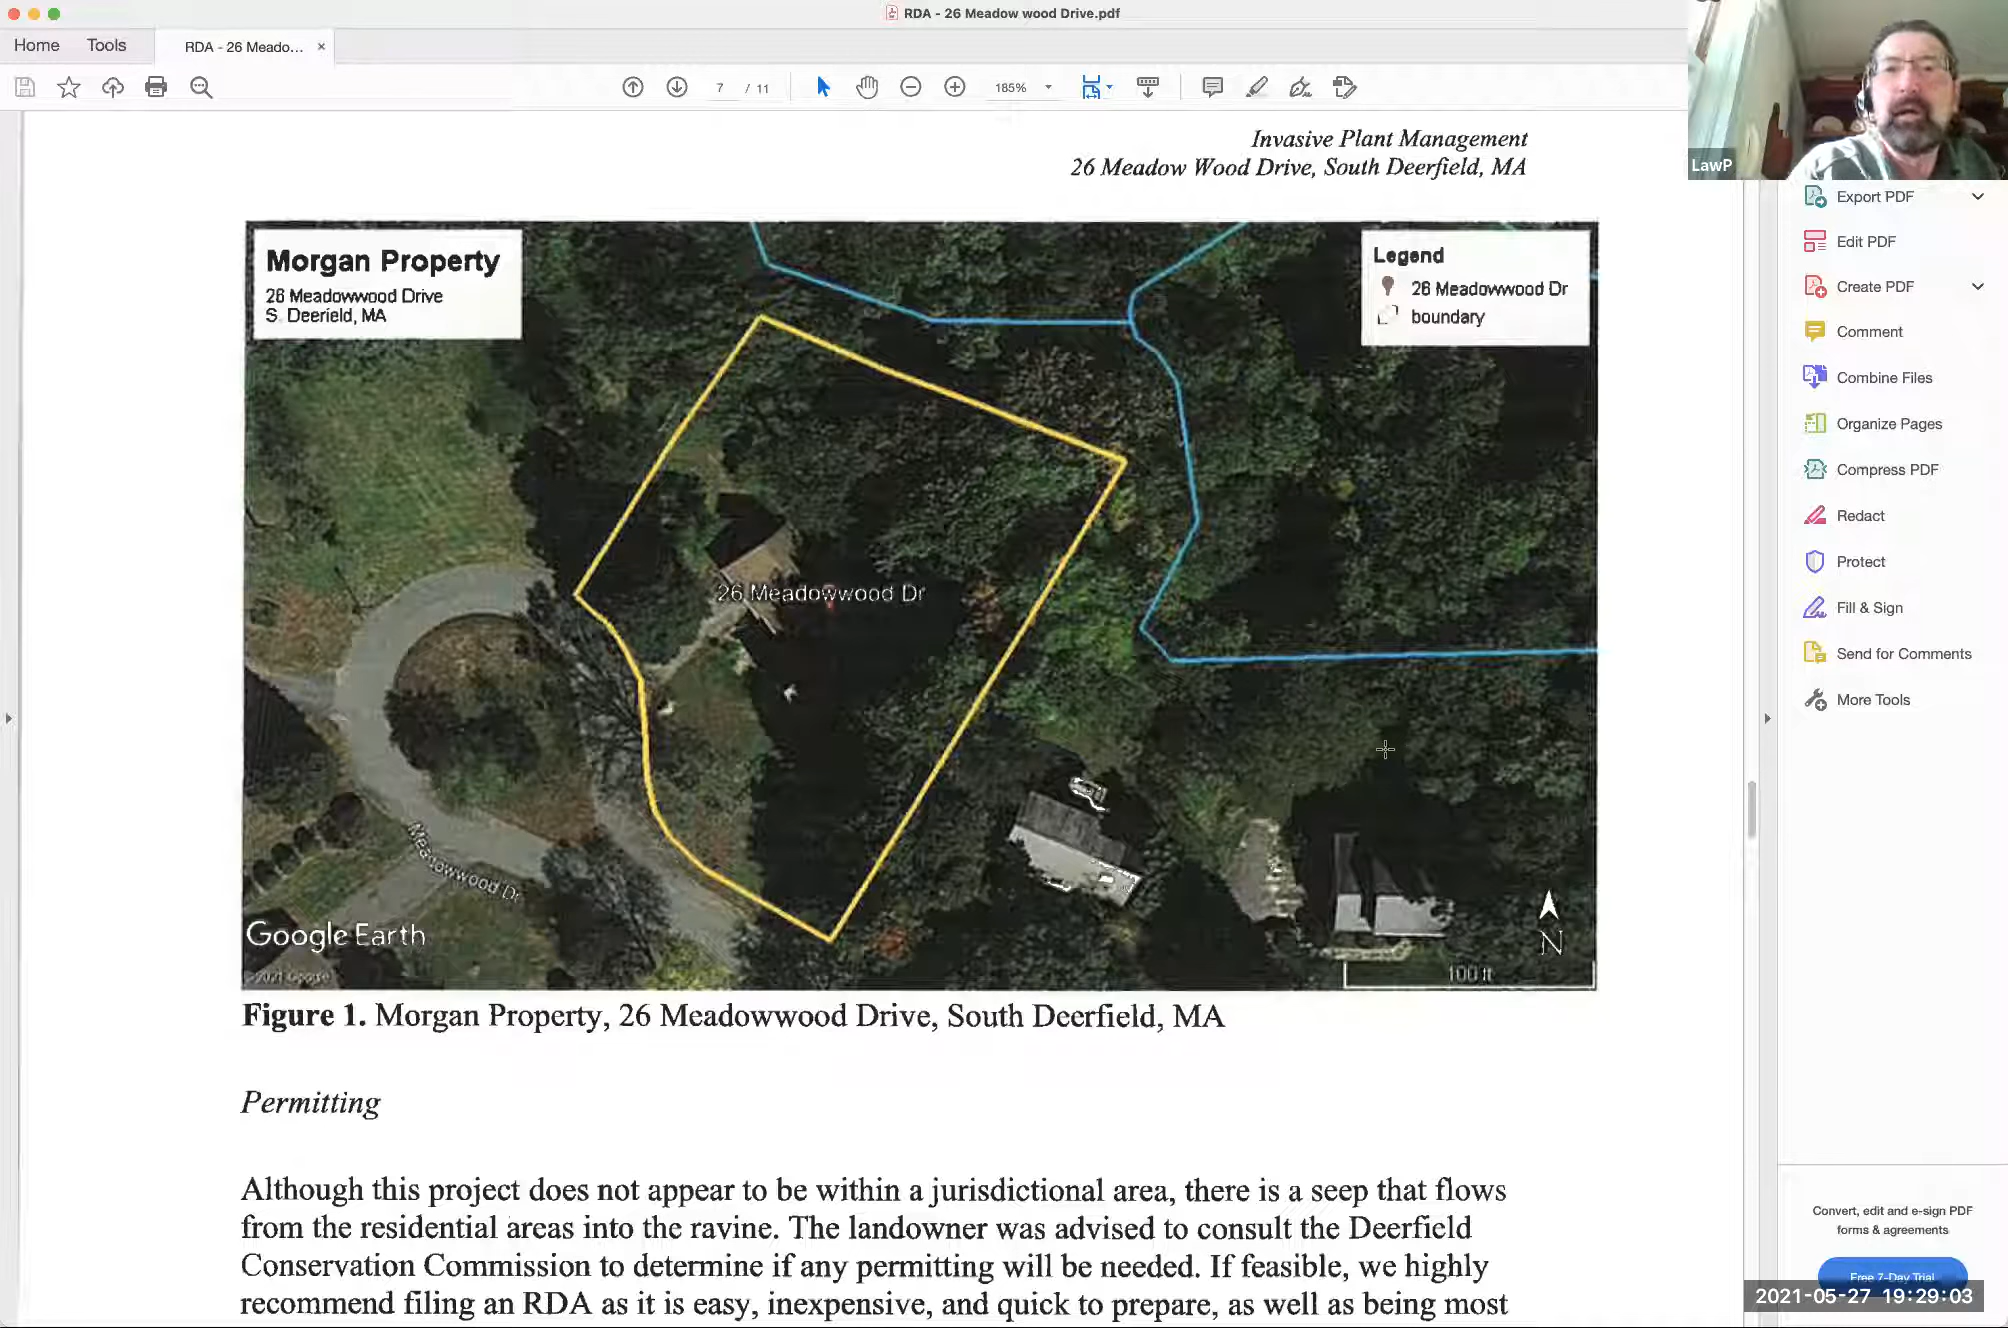 RDA - 26 Meadow wood Drive.pdf
Home
Tools
RDA - 26 Meado... ×
7 / 11
185%
LawP
Invasive Plant Management
26 Meadow Wood Drive, South Deerfield, MA
Morgan Property
26 Meadowwood Drive
S. Deerfield, MA
Legend
26 Meadowwood Dr
boundary
26 Meadowwood Dr
Meadowwood Dr
Google Earth
N
100 ft
Figure 1. Morgan Property, 26 Meadowwood Drive, South Deerfield, MA
Permitting
Although this project does not appear to be within a jurisdictional area, there is a seep that flows
from the residential areas into the ravine. The landowner was advised to consult the Deerfield
Conservation Commission to determine if any permitting will be needed. If feasible, we highly
recommend filing an RDA as it is easy, inexpensive, and quick to prepare, as well as being most
Export PDF
Edit PDF
Create PDF
Comment
Combine Files
Organize Pages
Compress PDF
Redact
Protect
Fill & Sign
Send for Comments
More Tools
Convert, edit and e-sign PDF
forms & agreements
Free 7-Day Trial
2021-05-27 19:29:03